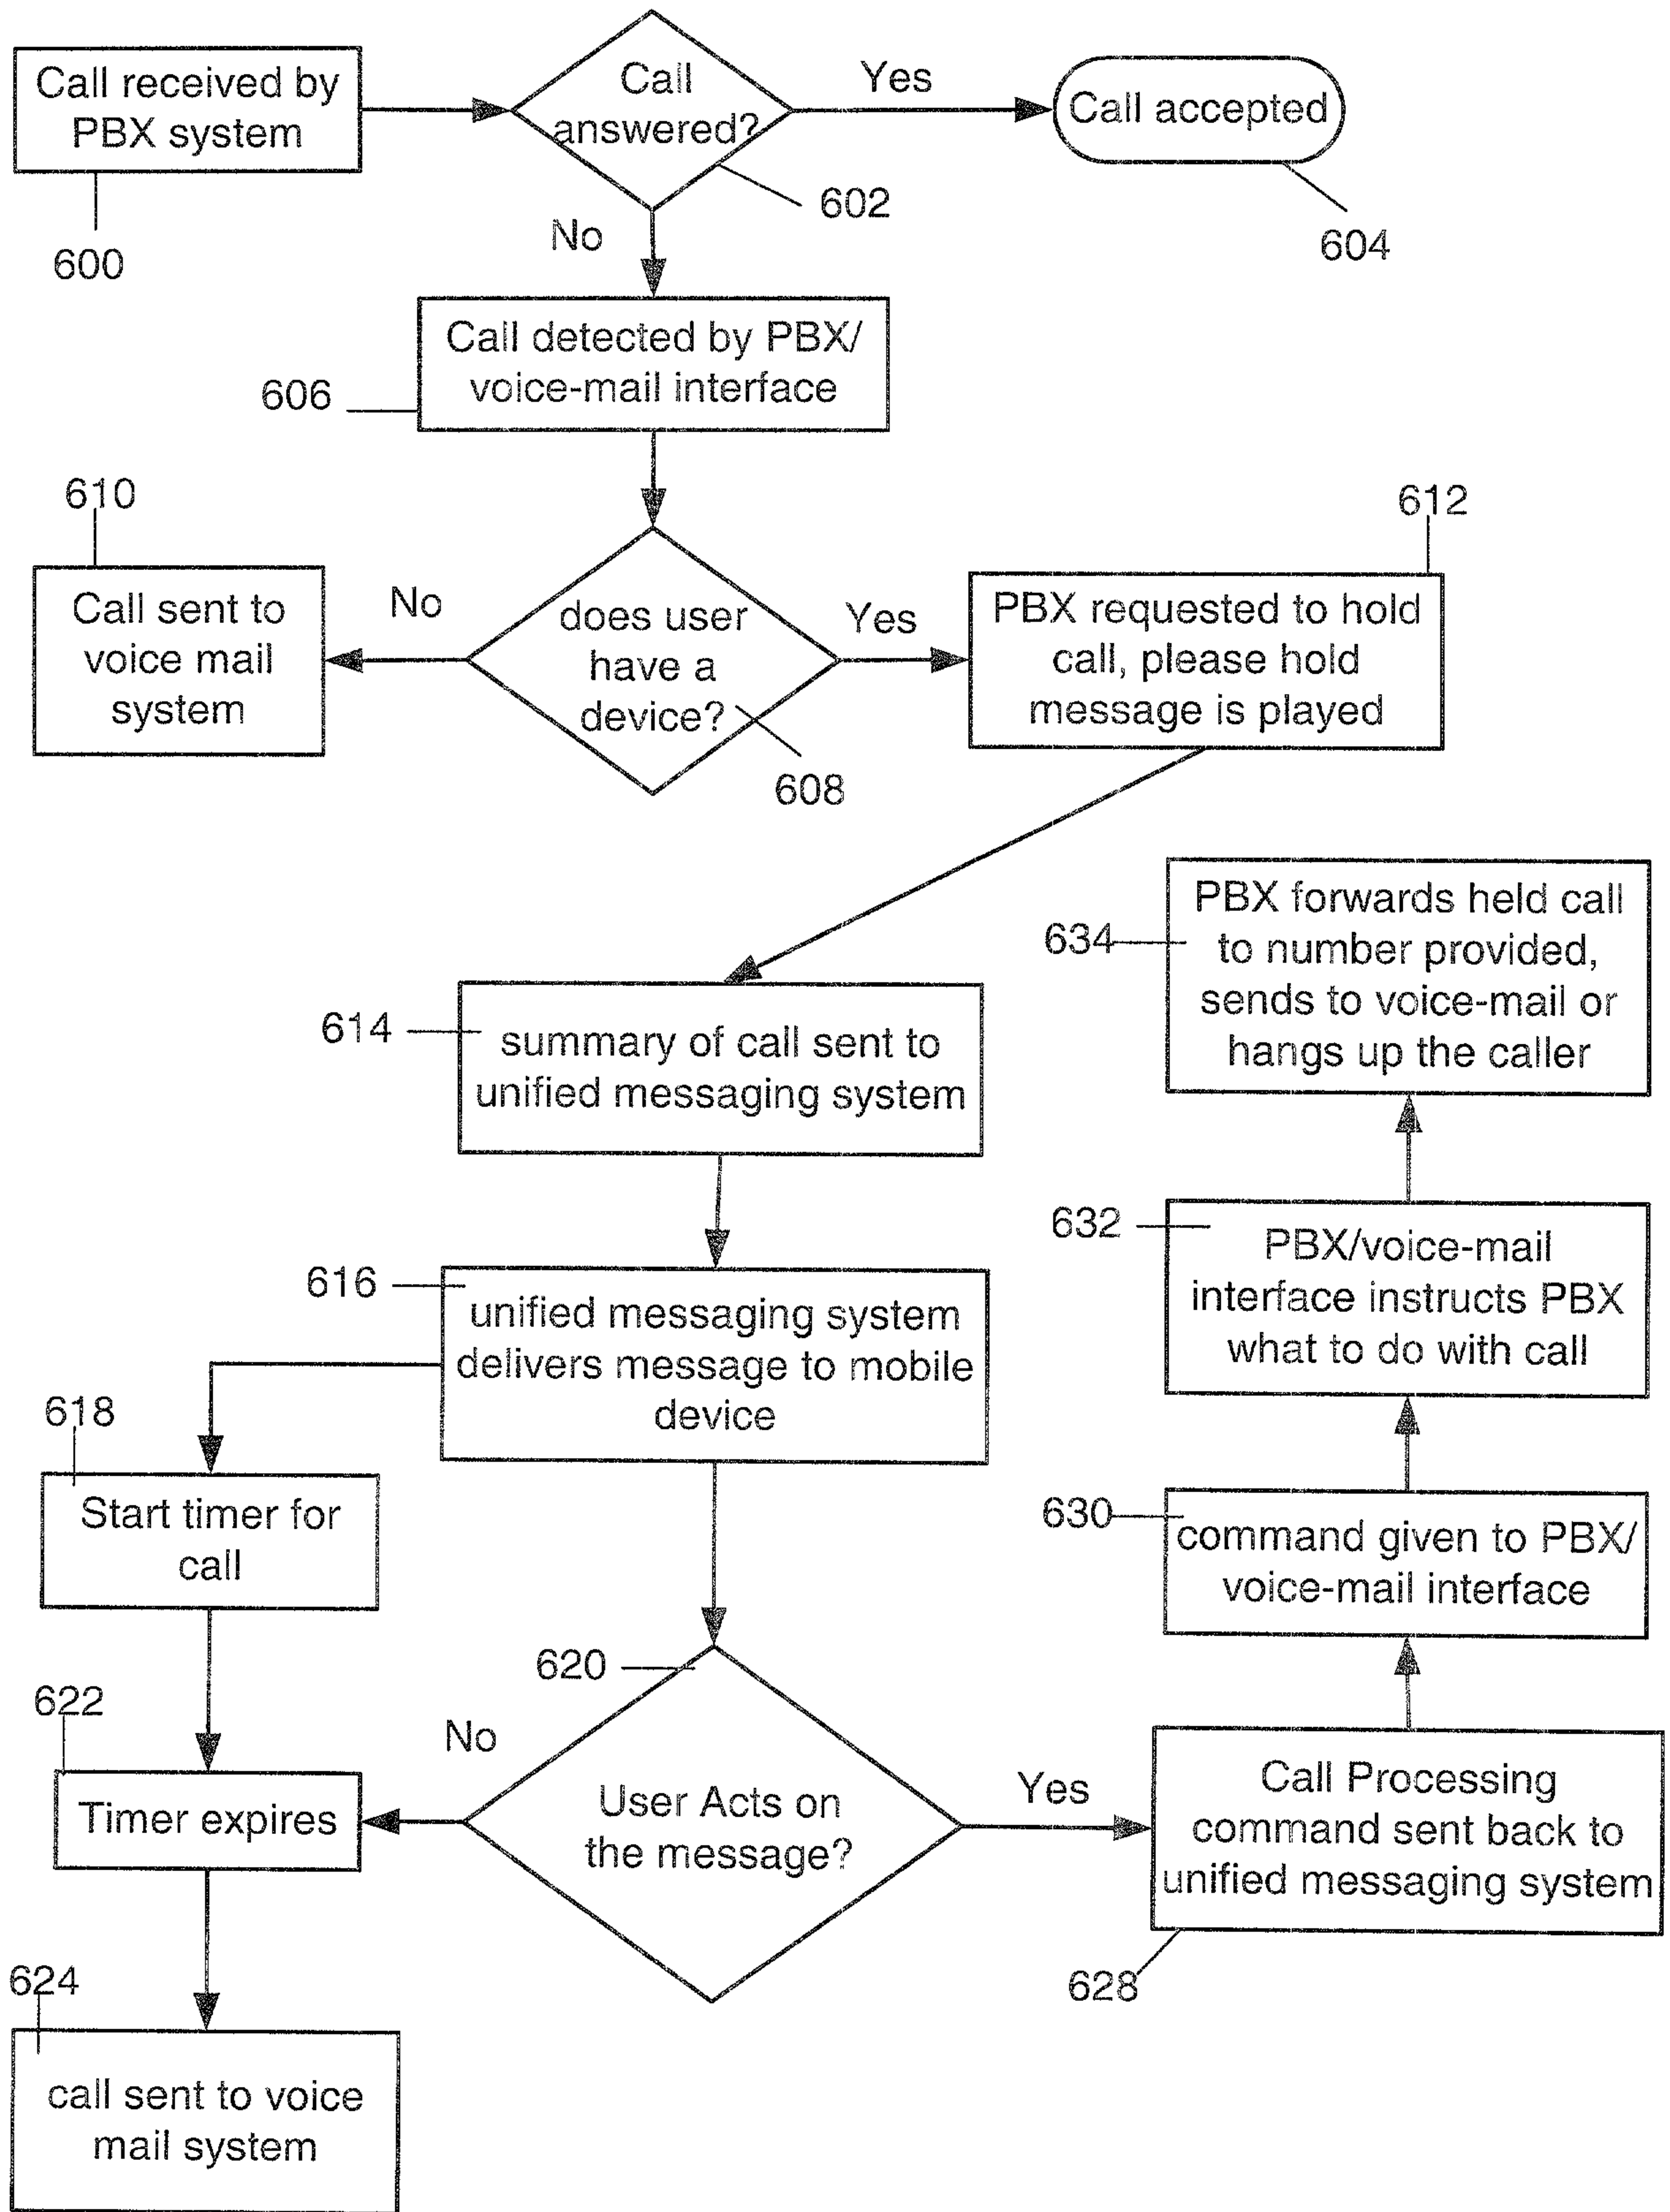 Call received by
PBX system
600
Call
answered?
602
Yes
Call accepted
604
No
Call detected by PBX/
voice-mail interface
606
610
Call sent to
voice mail
system
No
does user
have a
device?
608
Yes
612
PBX requested to hold
call, please hold
message is played
614
summary of call sent to
unified messaging system
634
PBX forwards held call
to number provided,
sends to voice-mail or
hangs up the caller
616
unified messaging system
delivers message to mobile
device
632
PBX/voice-mail
interface instructs PBX
what to do with call
618
Start timer for
call
630
command given to PBX/
voice-mail interface
620
User Acts on
the message?
No
622
Timer expires
Yes
Call Processing
command sent back to
unified messaging system
628
624
call sent to voice
mail system